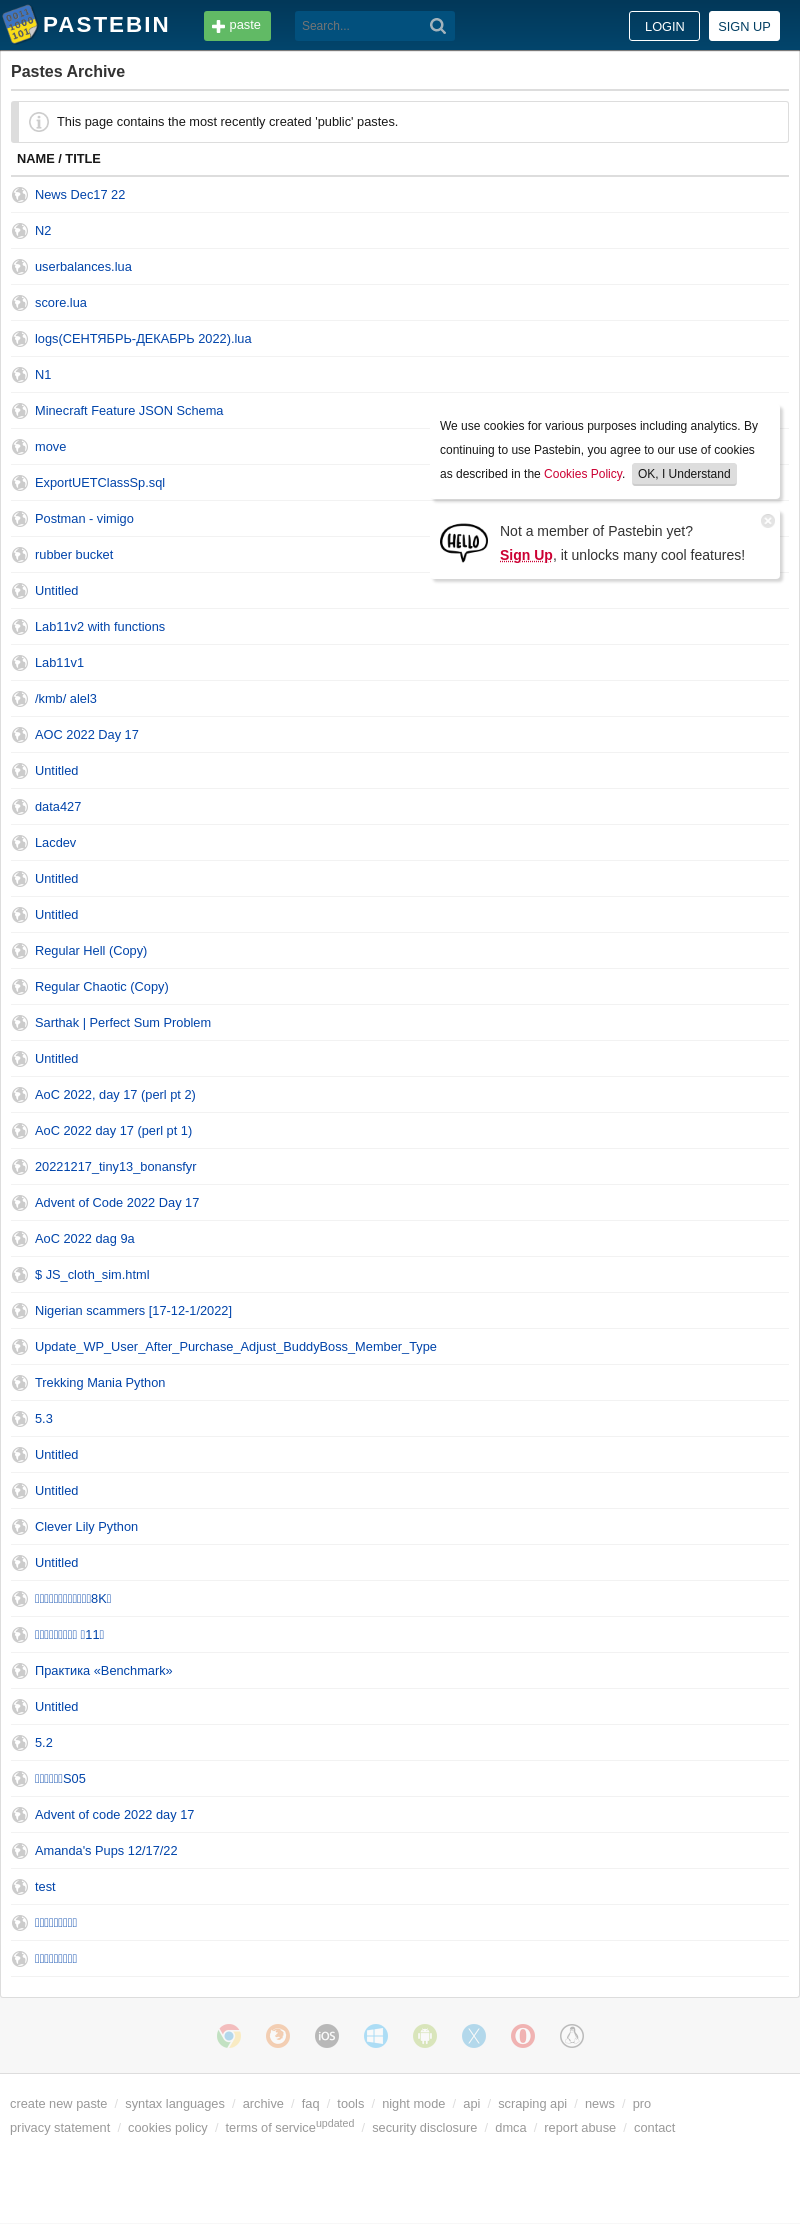 PASTEBIN
paste
Search...
LOGIN
SIGN UP
Pastes Archive
This page contains the most recently created 'public' pastes.
NAME / TITLE
News Dec17 22
N2
userbalances.lua
score.lua
logs(СЕНТЯБРЬ-ДЕКАБРЬ 2022).lua
N1
Minecraft Feature JSON Schema
move
ExportUETClassSp.sql
Postman - vimigo
rubber bucket
We use cookies for various purposes including analytics. By
continuing to use Pastebin, you agree to our use of cookies
as described in the Cookies Policy. OK, I Understand
HELLO
Not a member of Pastebin yet?
Sign Up, it unlocks many cool features!
Untitled
Lab11v2 with functions
Lab11v1
/kmb/ alel3
AOC 2022 Day 17
Untitled
data427
Lacdev
Untitled
Untitled
Regular Hell (Copy)
Regular Chaotic (Copy)
Sarthak | Perfect Sum Problem
Untitled
AoC 2022, day 17 (perl pt 2)
AoC 2022 day 17 (perl pt 1)
20221217_tiny13_bonansfyr
Advent of Code 2022 Day 17
AoC 2022 dag 9a
$ JS_cloth_sim.html
Nigerian scammers [17-12-1/2022]
Update_WP_User_After_Purchase_Adjust_BuddyBoss_Member_Type
Trekking Mania Python
5.3
Untitled
Untitled
Clever Lily Python
Untitled
8K
11
Практика «Benchmark»
Untitled
5.2
S05
Advent of code 2022 day 17
Amanda's Pups 12/17/22
test
iOS
create new paste / syntax languages / archive / faq / tools / night mode / api / scraping api / news / pro
privacy statement / cookies policy / terms of service updated / security disclosure / dmca / report abuse / contact